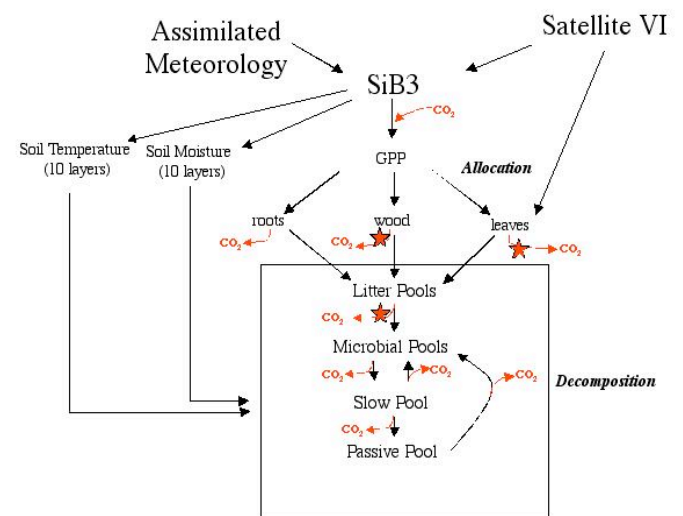 Assimilated
Meteorology
Satellite VI
SiB3
CO2
Soil Temperature
(10 layers)
Soil Moisture
(10 layers)
GPP
Allocation
roots
wood
leaves
CO2
CO2
CO2
Litter Pools
CO2
Microbial Pools
CO2
CO2
CO2
Decomposition
Slow Pool
CO2
Passive Pool